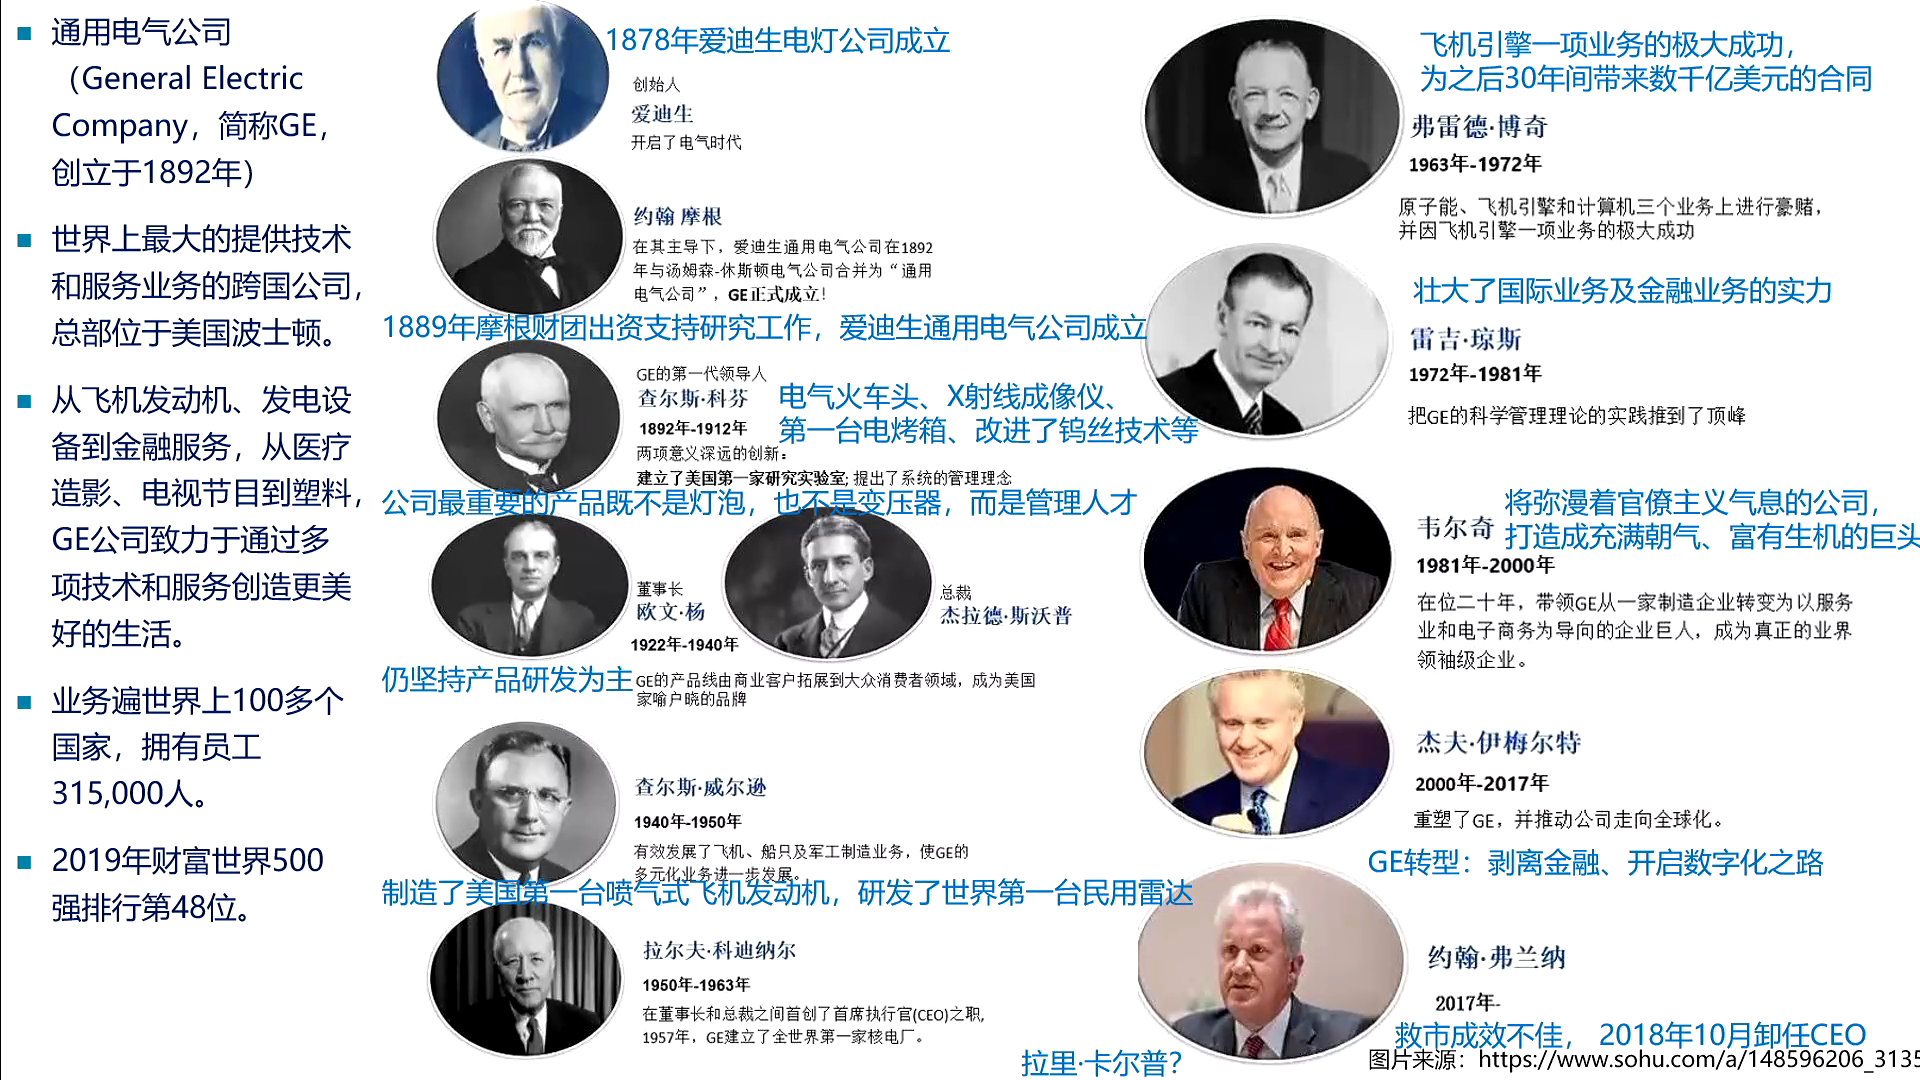 通用电气公司
（General Electric
Company，简称GE，
创立于1892年）
世界上最大的提供技术
和服务业务的跨国公司，
总部位于美国波士顿。
从飞机发动机、发电设
备到金融服务，从医疗
造影、电视节目到塑料，
GE公司致力于通过多
项技术和服务创造更美
好的生活。
业务遍世界上100多个
国家，拥有员工
315,000人。
2019年财富世界500
强排行第48位。
1878年爱迪生电灯公司成立
创始人
爱迪生
开启了电气时代
约翰 摩根
在其主导下，爱迪生通用电气公司在1892
年与汤姆森-休斯顿电气公司合并为“通用
电气公司”，GE正式成立！
1889年摩根财团出资支持研究工作，爱迪生通用电气公司成立
GE的第一代领导人
查尔斯·科芬
1892年-1912年
电气火车头、X射线成像仪、
第一台电烤箱、改进了钨丝技术等
两项意义深远的创新：
建立了美国第一家研究实验室; 提出了系统的管理理念
公司最重要的产品既不是灯泡，也不是变压器，而是管理人才
董事长
欧文·杨
1922年-1940年
总裁
杰拉德·斯沃普
仍坚持产品研发为主
GE的产品线由商业客户拓展到大众消费者领域，成为美国
家喻户晓的品牌
查尔斯·威尔逊
1940年-1950年
有效发展了飞机、船只及军工制造业务，使GE的
多元化业务进一步发展。
制造了美国第一台喷气式飞机发动机，研发了世界第一台民用雷达
拉尔夫·科迪纳尔
1950年-1963年
在董事长和总裁之间首创了首席执行官(CEO)之职，
1957年，GE建立了全世界第一家核电厂。
飞机引擎一项业务的极大成功，
为之后30年间带来数千亿美元的合同
弗雷德·博奇
1963年-1972年
原子能、飞机引擎和计算机三个业务上进行豪赌，
并因飞机引擎一项业务的极大成功
壮大了国际业务及金融业务的实力
雷吉·琼斯
1972年-1981年
把GE的科学管理理论的实践推到了顶峰
将弥漫着官僚主义气息的公司，
打造成充满朝气、富有生机的巨头
韦尔奇
1981年-2000年
在位二十年，带领GE从一家制造企业转变为以服务
业和电子商务为导向的企业巨人，成为真正的业界
领袖级企业。
杰夫·伊梅尔特
2000年-2017年
重塑了GE，并推动公司走向全球化。
GE转型：剥离金融、开启数字化之路
约翰·弗兰纳
2017年-
救市成效不佳， 2018年10月卸任CEO
拉里·卡尔普？
图片来源：https://www.sohu.com/a/148596206_3135